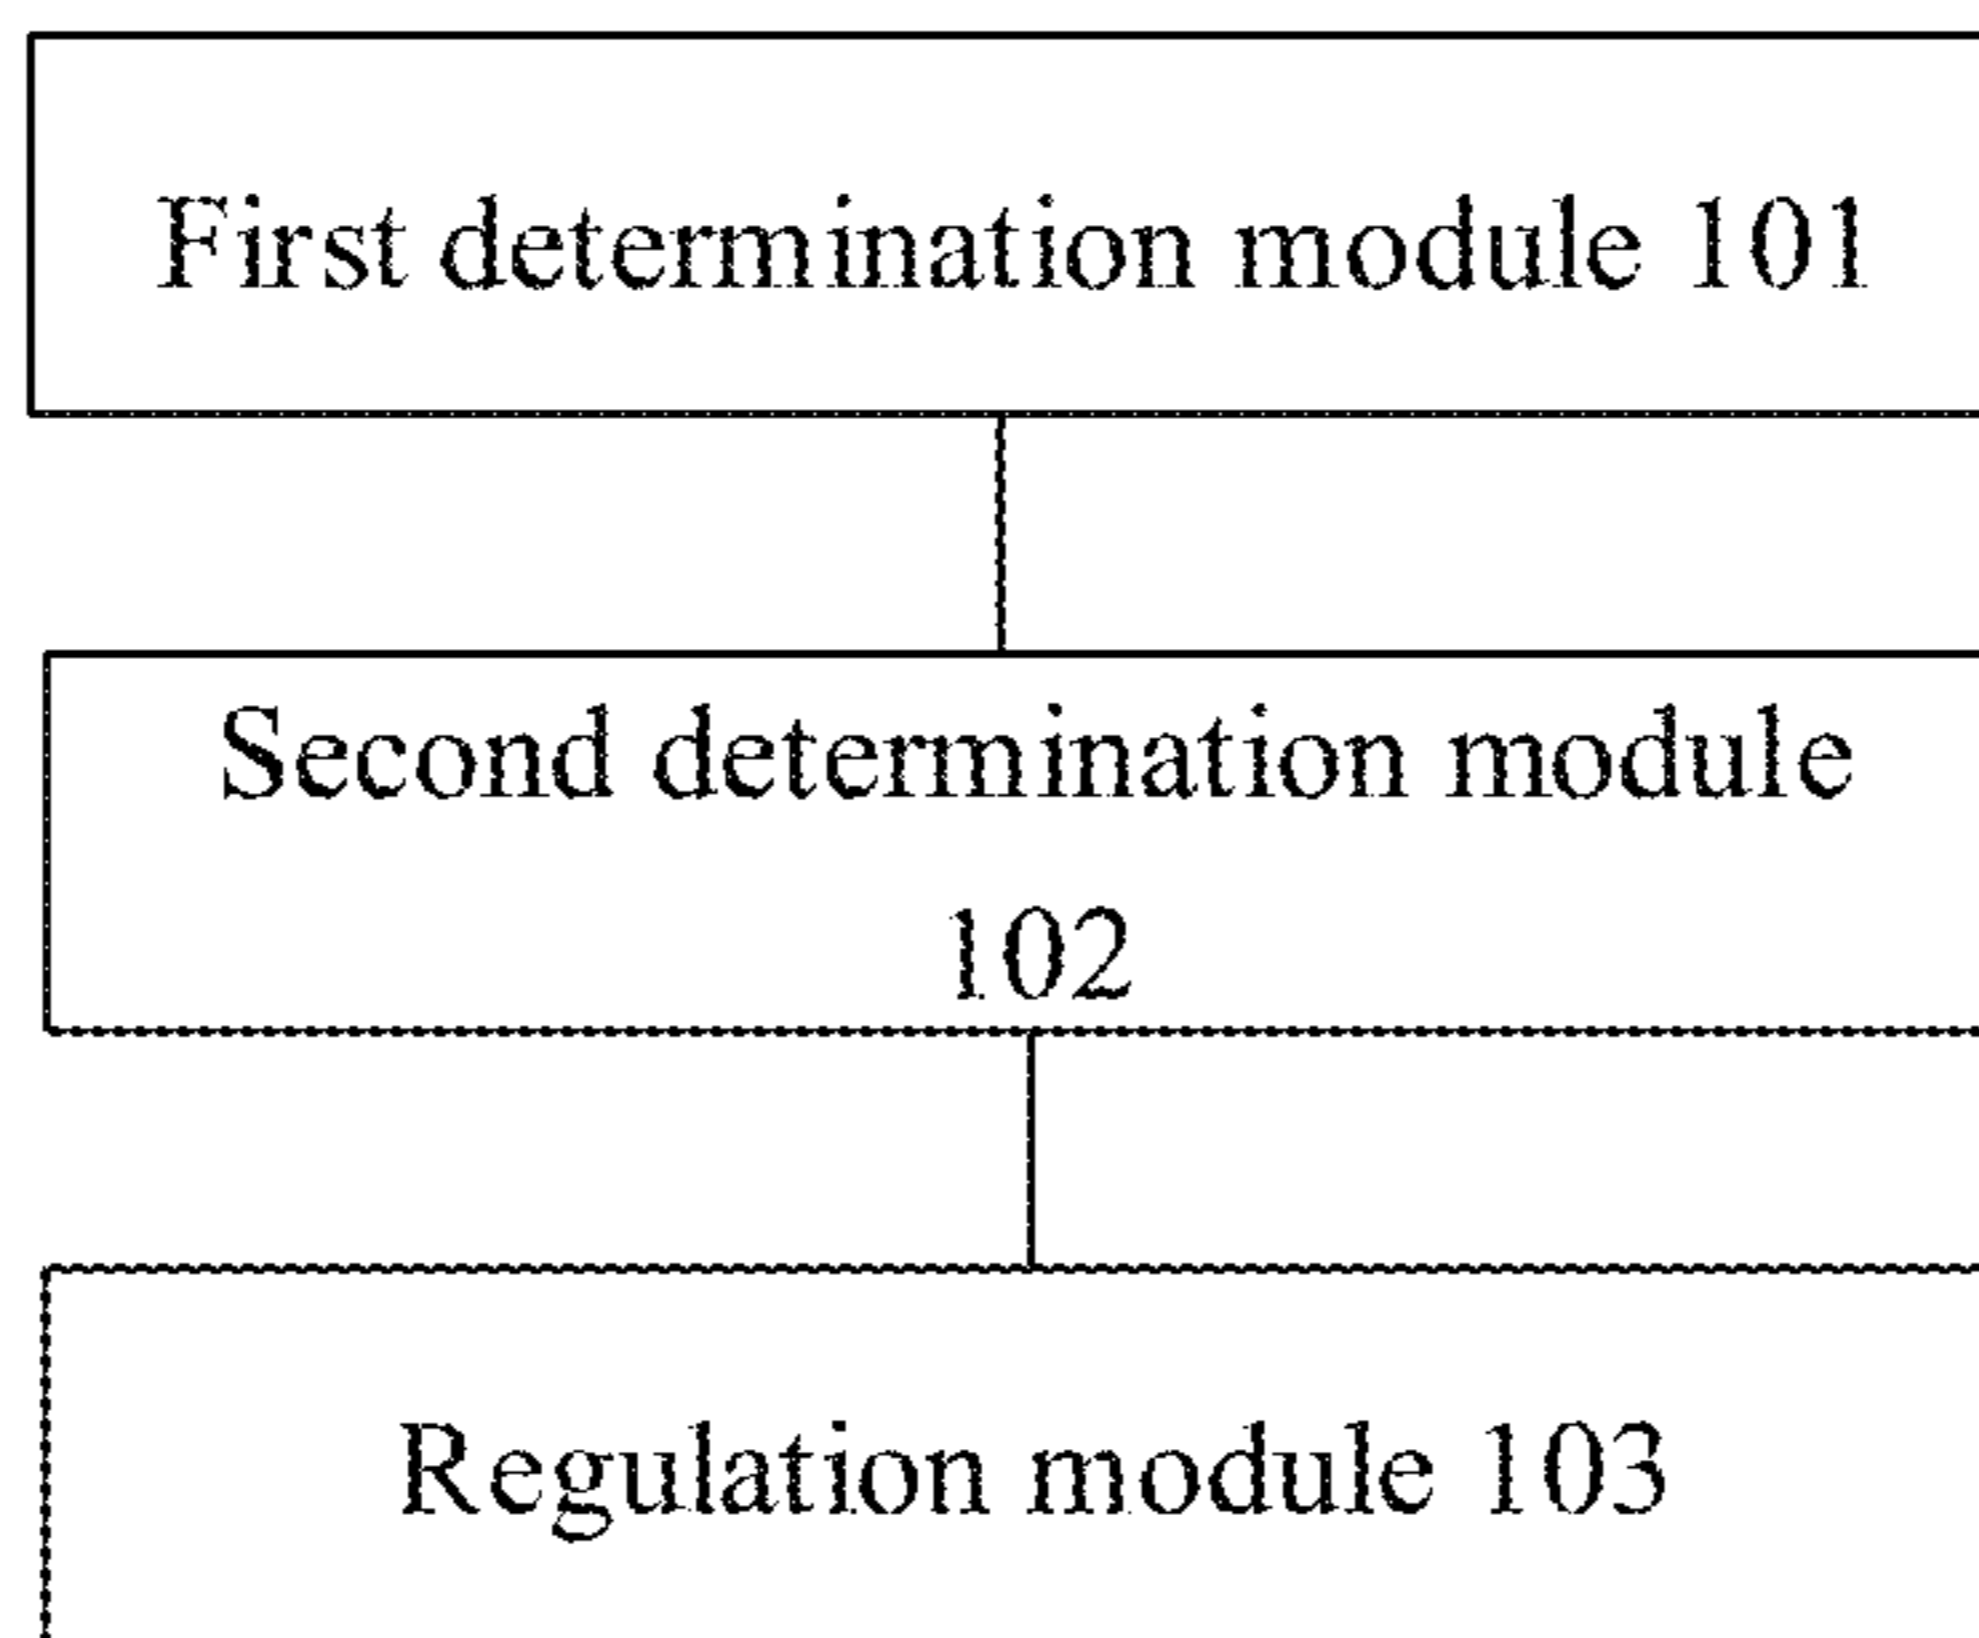 First determination module 101
Second determination module
102
Regulation module 103